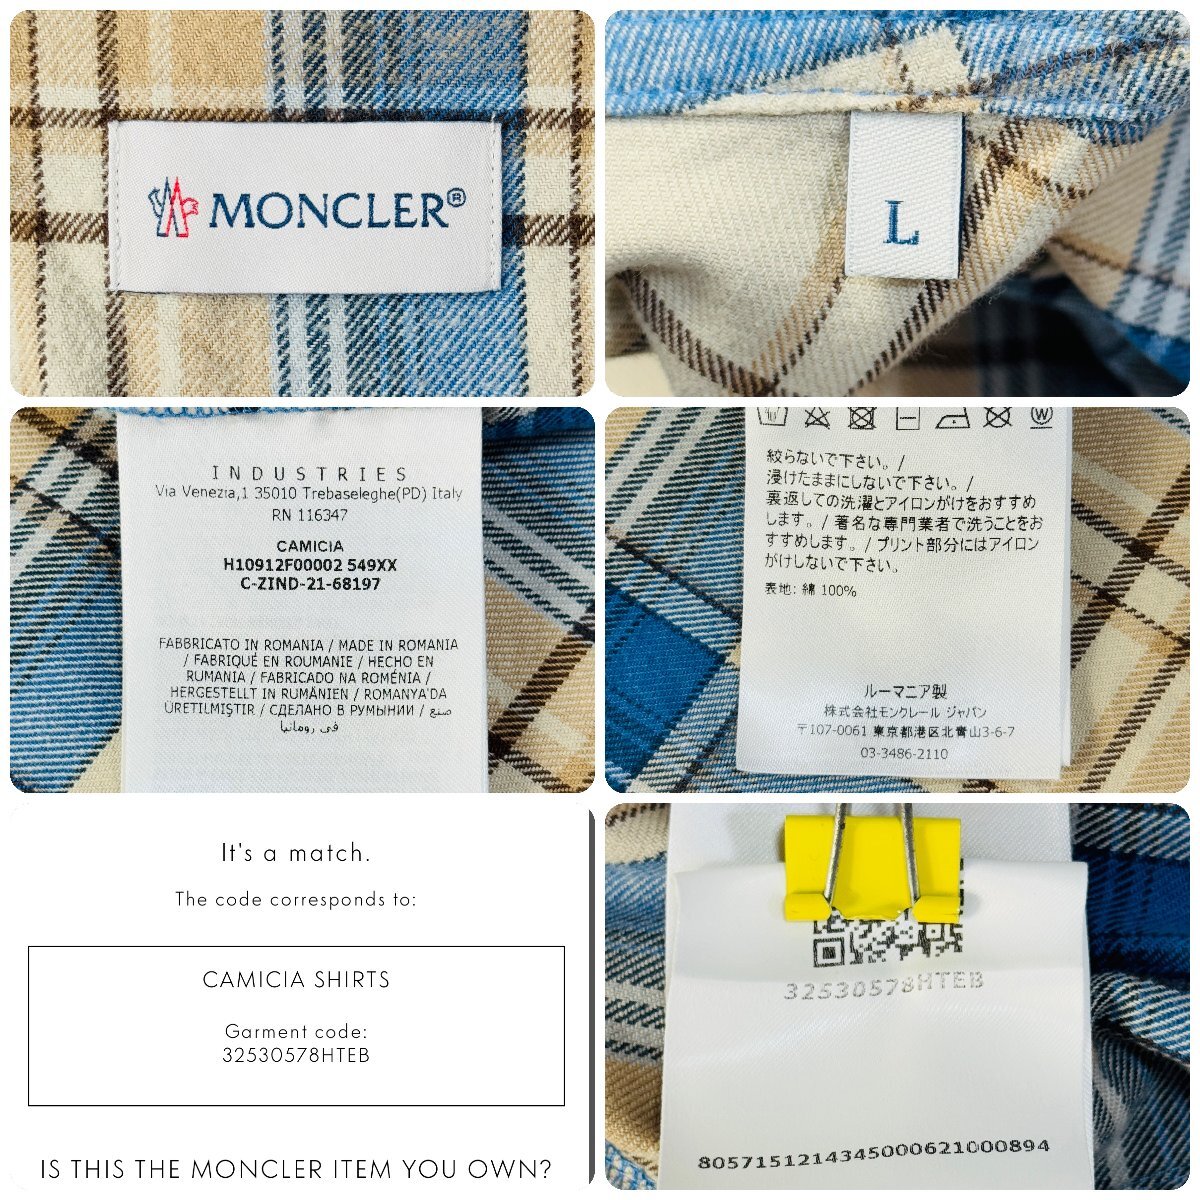 MONCLER®
L
INDUSTRIES
Via Venezia,1 35010 Trebaseleghe(PD) Italy
RN 116347
CAMICIA
H10912F00002 549XX
C-ZIND-21-68197
FABBRICATO IN ROMANIA / MADE IN ROMANIA
/ FABRIQUÉ EN ROUMANIE / HECHO EN
RUMANIA / FABRICADO NA ROMÉNIA /
HERGESTELLT IN RUMÄNIEN / ROMANYA'DA
ÜRETILMIŞTIR / СДЕЛАНО В РУМЫНИИ / صنع
في رومانيا
W
絞らないで下さい。/
浸けたままにしないで下さい。/
裏返しての洗濯とアイロンがけをおすすめ
します。/ 著名な専門業者で洗うことをお
すすめします。/ プリント部分にはアイロン
がけしないで下さい。
表地: 綿 100%
ルーマニア製
株式会社モンクレール ジャパン
〒107-0061 東京都港区北青山3-6-7
03-3486-2110
It's a match.
The code corresponds to:
CAMICIA SHIRTS
Garment code:
32530578HTEB
IS THIS THE MONCLER ITEM YOU OWN?
32530578HTEB
8057151214345000621000894